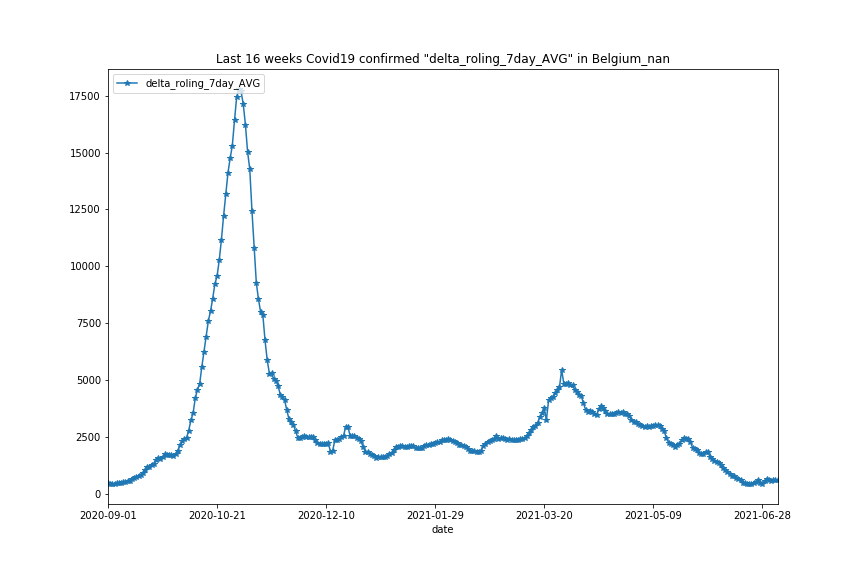 Last 16 weeks Covid19 confirmed "delta_roling_7day_AVG" in Belgium_nan
delta_roling_7day_AVG
17500
15000
12500
10000
7500
5000
2500
0
2020-09-01 2020-10-21 2020-12-10 2021-01-29 2021-03-20 2021-05-09 2021-06-28
date